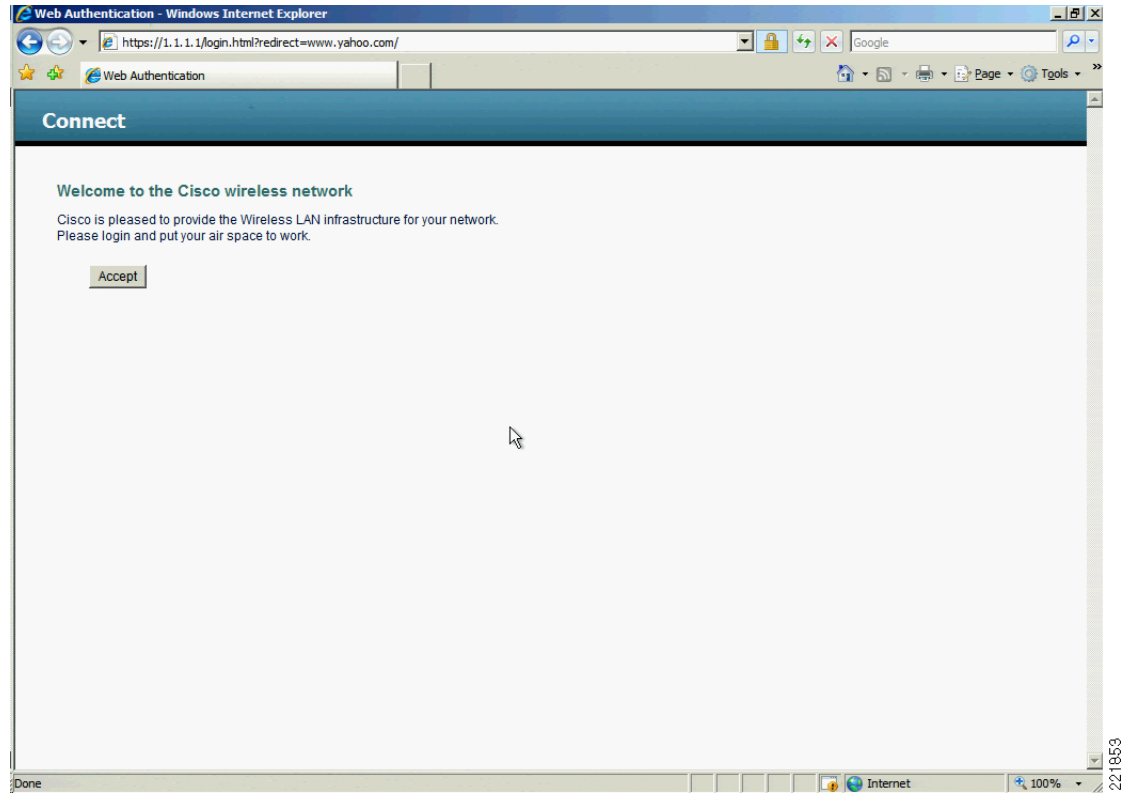 Web Authentication - Windows Internet Explorer
https://1.1.1.1/login.html?redirect=www.yahoo.com/
Google
Web Authentication
Page
Tools
»
Connect
Welcome to the Cisco wireless network
Cisco is pleased to provide the Wireless LAN infrastructure for your network.
Please login and put your air space to work.
Accept
Done
Internet
100%
221853